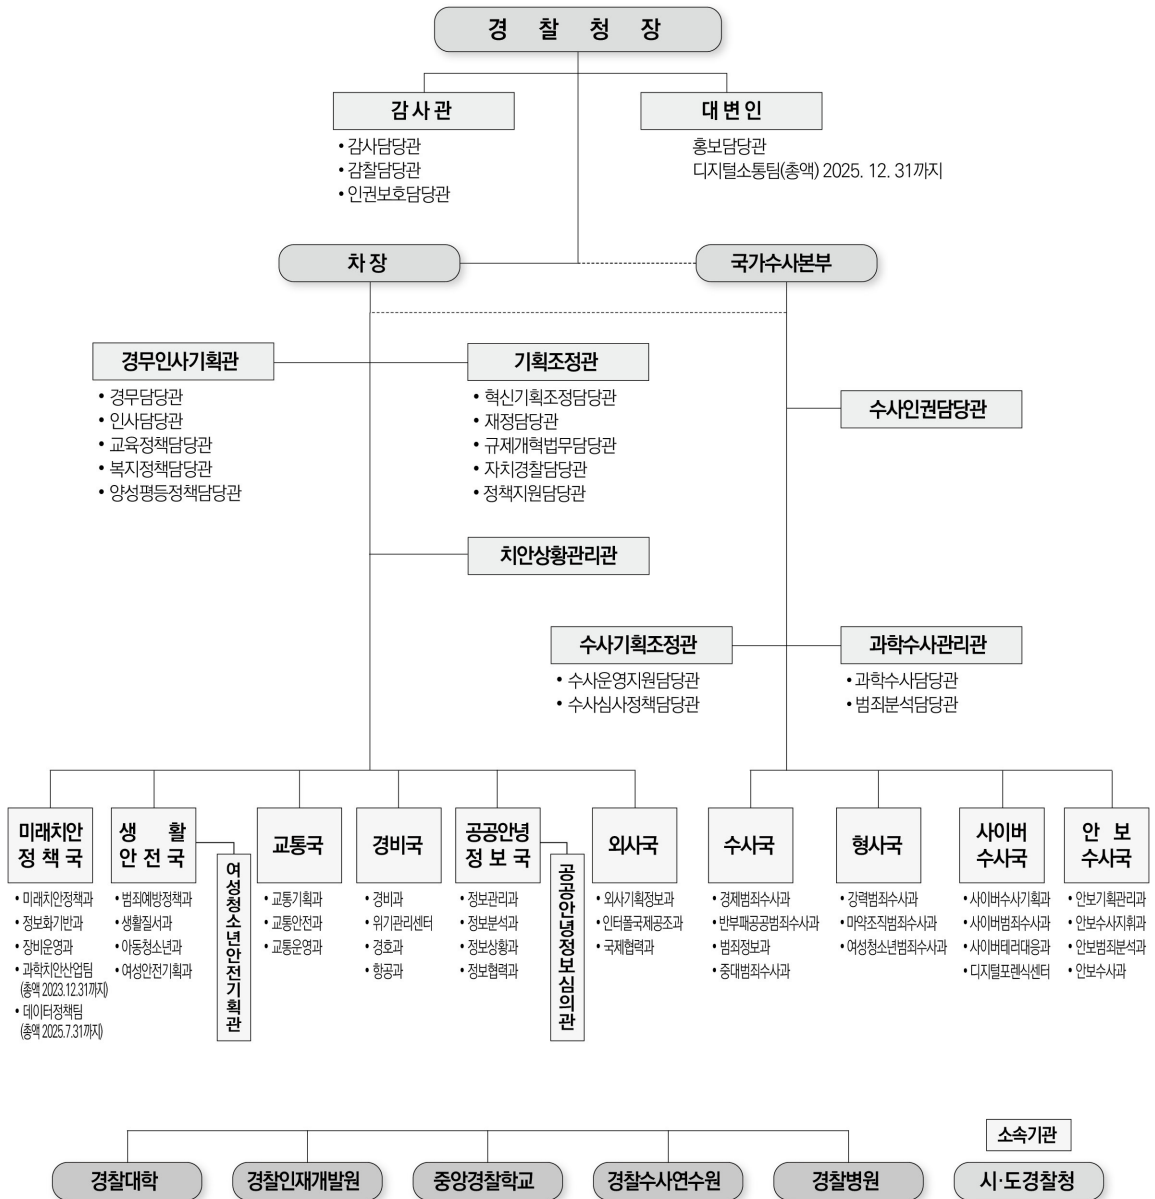 경 찰 청 장
감사관
• 감사담당관
• 감찰담당관
• 인권보호담당관
대변인
홍보담당관
디지털소통팀(총액) 2025. 12. 31까지
차장
국가수사본부
경무인사기획관
• 경무담당관
• 인사담당관
• 교육정책담당관
• 복지정책담당관
• 양성평등정책담당관
기획조정관
• 혁신기획조정담당관
• 재정담당관
• 규제개혁법무담당관
• 자치경찰담당관
• 정책지원담당관
수사인권담당관
치안상황관리관
수사기획조정관
• 수사운영지원담당관
• 수사심사정책담당관
과학수사관리관
• 과학수사담당관
• 범죄분석담당관
미래치안
정 책 국
• 미래치안정책과
• 정보화기반과
• 장비운영과
• 과학치안산업팀
(총액 2023.12.31까지)
• 데이터정책팀
(총액 2025.7.31까지)
생 활
안 전 국
• 범죄예방정책과
• 생활질서과
• 아동청소년과
• 여성안전기획과
여성청소년안전기획관
교통국
• 교통기획과
• 교통안전과
• 교통운영과
경비국
• 경비과
• 위기관리센터
• 경호과
• 항공과
공공안녕
정 보 국
• 정보관리과
• 정보분석과
• 정보상황과
• 정보협력과
공공안녕정보심의관
외사국
• 외사기획정보과
• 인터폴국제공조과
• 국제협력과
수사국
• 경제범죄수사과
• 반부패공공범죄수사과
• 범죄정보과
• 중대범죄수사과
형사국
• 강력범죄수사과
• 마약조직범죄수사과
• 여성청소년범죄수사과
사이버
수사국
• 사이버수사기획과
• 사이버범죄수사과
• 사이버테러대응과
• 디지털포렌식센터
안 보
수사국
• 안보기획관리과
• 안보수사지휘과
• 안보범죄분석과
• 안보수사과
소속기관
경찰대학
경찰인재개발원
중앙경찰학교
경찰수사연수원
경찰병원
시·도경찰청